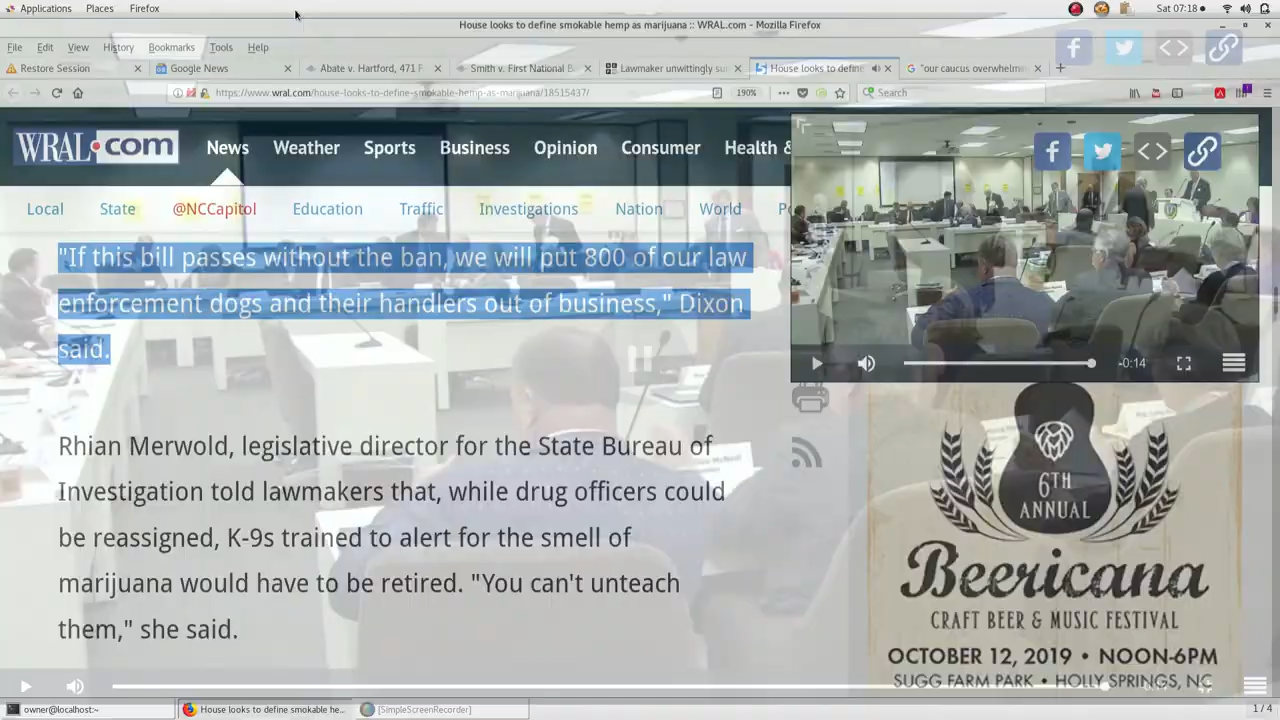 Applications Places Firefox
Sat 07:18
House looks to define smokable hemp as marijuana :: WRAL.com - Mozilla Firefox
File Edit View History Bookmarks Tools Help
Restore Session
Google News
Abate v. Hartford, 471 F
Smith v. First National B
Lawmaker unwittingly su
House looks to define
"our caucus overwhelm
https://www.wral.com/house-looks-to-define-smokable-hemp-as-marijuana/18515437/
190%
Search
WRAL.com
News Weather Sports Business Opinion Consumer Health &
Local State @NCCapitol Education Traffic Investigations Nation World
"If this bill passes without the ban, we will put 800 of our law
enforcement dogs and their handlers out of business," Dixon
said.
-0:14
Rhian Merwold, legislative director for the State Bureau of
Investigation told lawmakers that, while drug officers could
be reassigned, K-9s trained to alert for the smell of
marijuana would have to be retired. "You can't unteach
them," she said.
6TH
ANNUAL
Beericana
CRAFT BEER & MUSIC FESTIVAL
OCTOBER 12, 2019 • NOON-6PM
SUGG FARM PARK • HOLLY SPRINGS, NC
owner@localhost:~
House looks to define smokable he...
[SimpleScreenRecorder]
1 / 4